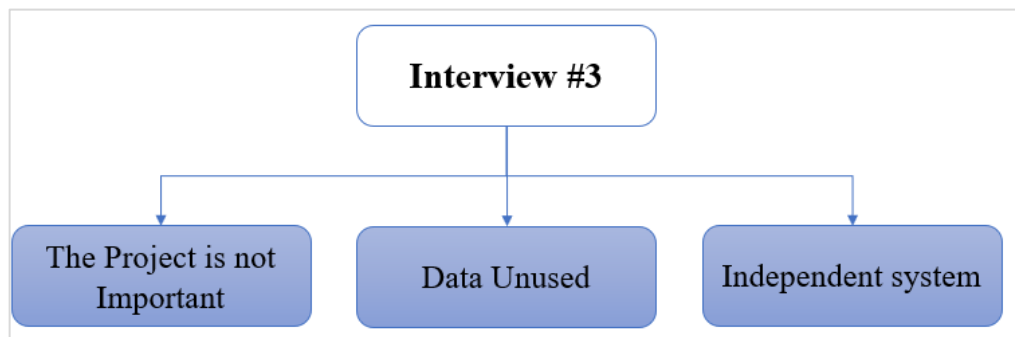 Interview #3
The Project is not
Important
Data Unused
Independent system